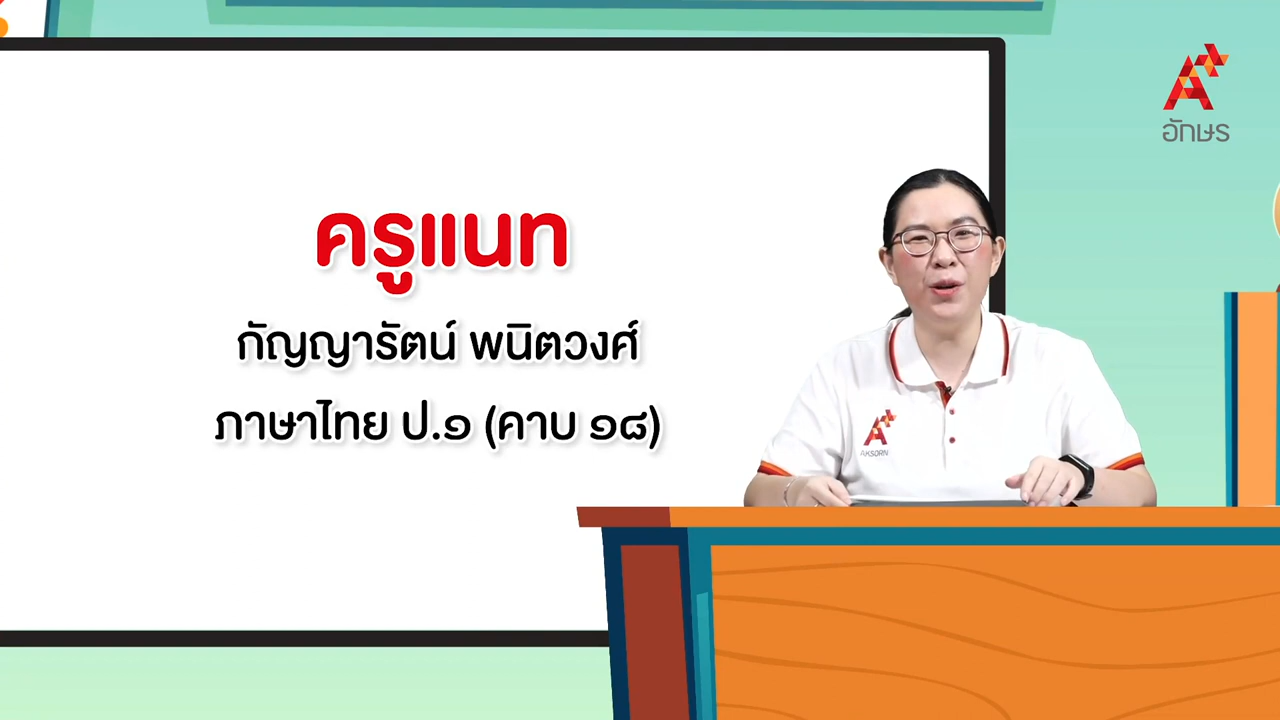 ครูแนท
กัญญารัตน์ พนิตวงศ์
ภาษาไทย ป.๑ (คาบ ๑๘)
อักษร
AKSORN